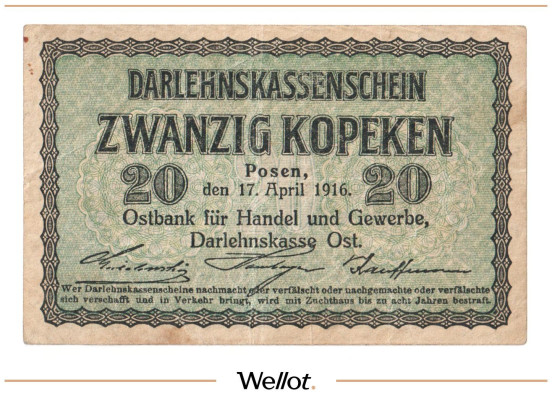 DARLEHNSKASSENSCHEIN
ZWANZIG KOPEKEN
20 Posen, 20
den 17. April 1916.
Ostbank für Handel und Gewerbe,
Darlehnskasse Ost.
Wer Darlehnskassenscheine nachmacht oder verfälscht oder nachgemachte oder verfälschte
sich verschafft und in Verkehr bringt, wird mit Zuchthaus bis zu acht Jahren bestraft.
Wellot.